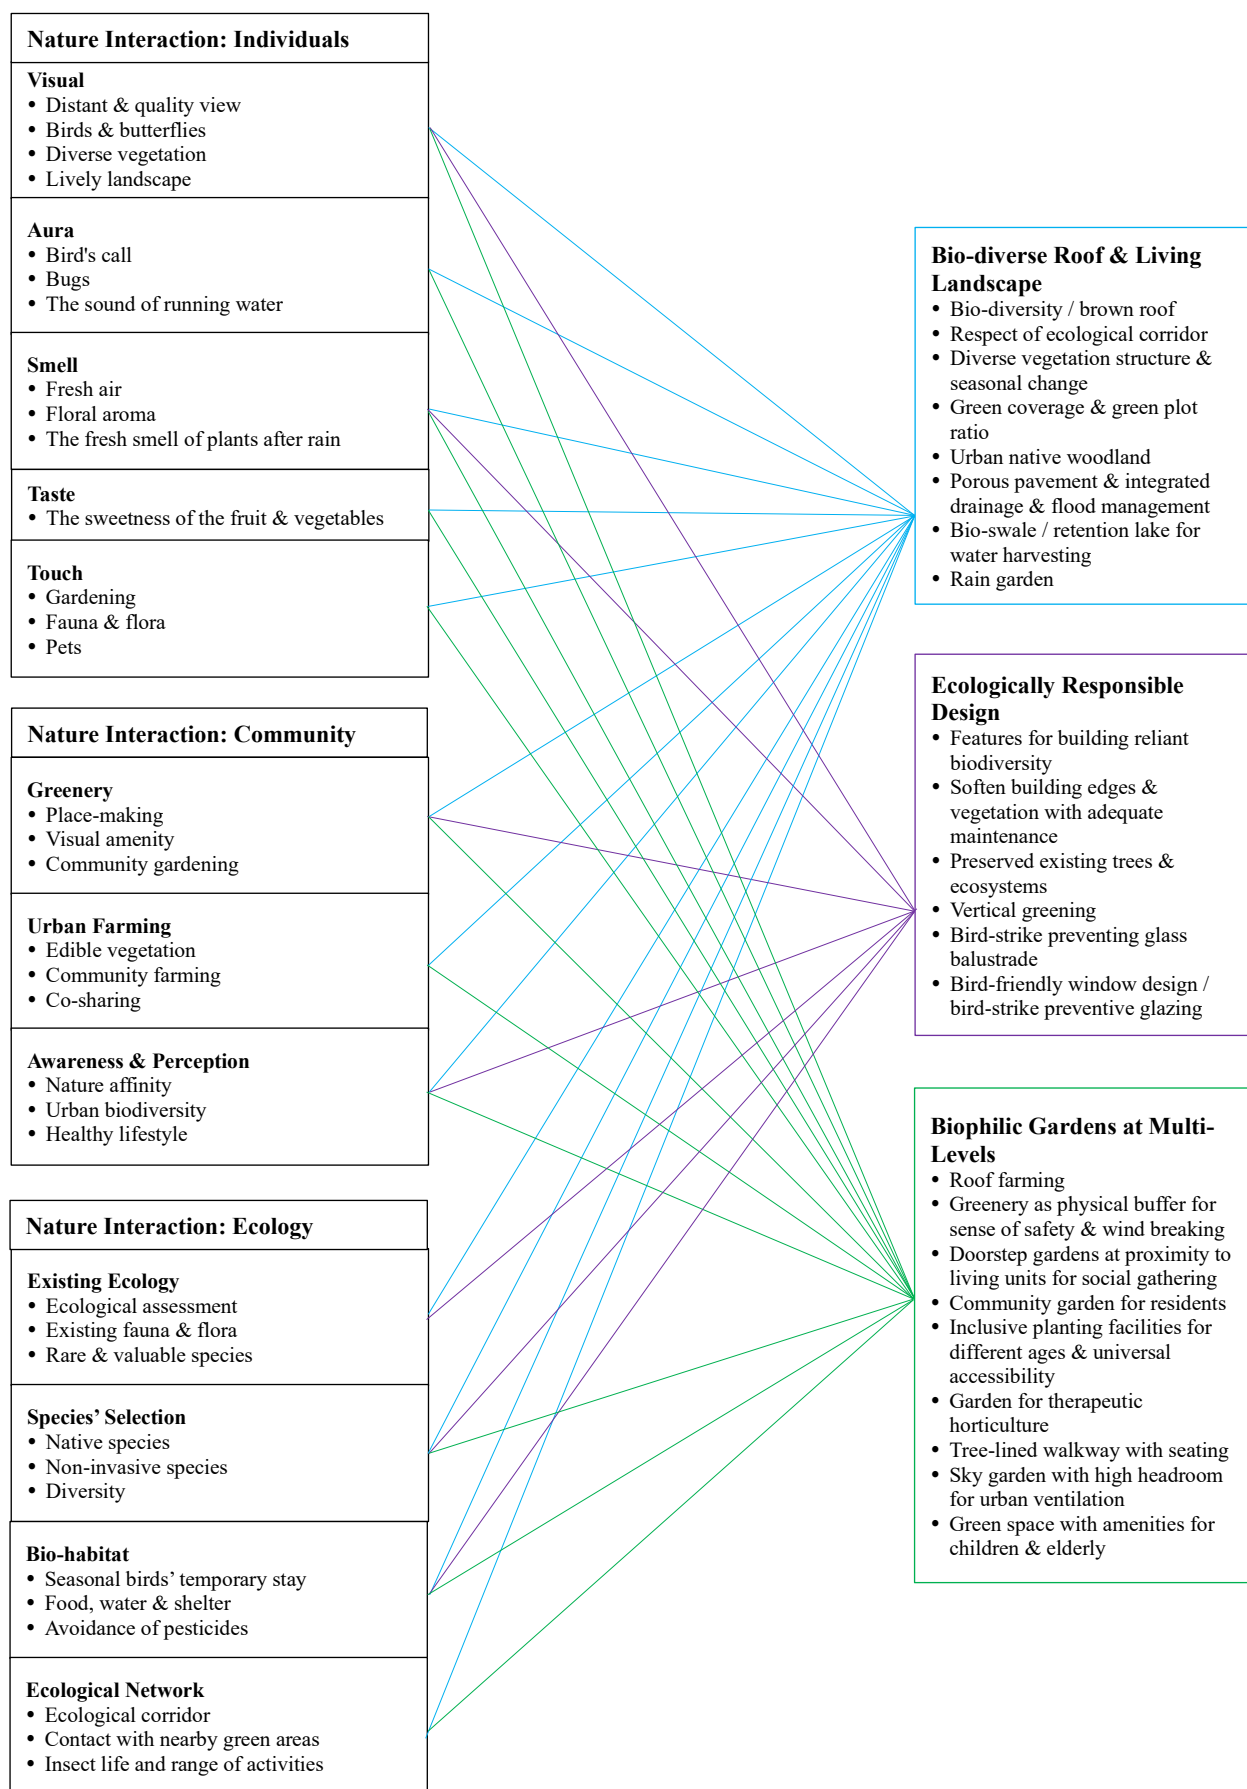 Nature Interaction: Individuals
Visual
• Distant & quality view
• Birds & butterflies
• Diverse vegetation
• Lively landscape
Aura
• Bird's call
• Bugs
• The sound of running water
Smell
• Fresh air
• Floral aroma
• The fresh smell of plants after rain
Taste
• The sweetness of the fruit & vegetables
Touch
• Gardening
• Fauna & flora
• Pets
Nature Interaction: Community
Greenery
• Place-making
• Visual amenity
• Community gardening
Urban Farming
• Edible vegetation
• Community farming
• Co-sharing
Awareness & Perception
• Nature affinity
• Urban biodiversity
• Healthy lifestyle
Nature Interaction: Ecology
Existing Ecology
• Ecological assessment
• Existing fauna & flora
• Rare & valuable species
Species’ Selection
• Native species
• Non-invasive species
• Diversity
Bio-habitat
• Seasonal birds’ temporary stay
• Food, water & shelter
• Avoidance of pesticides
Ecological Network
• Ecological corridor
• Contact with nearby green areas
• Insect life and range of activities
Bio-diverse Roof & Living
Landscape
• Bio-diversity / brown roof
• Respect of ecological corridor
• Diverse vegetation structure &
seasonal change
• Green coverage & green plot
ratio
• Urban native woodland
• Porous pavement & integrated
drainage & flood management
• Bio-swale / retention lake for
water harvesting
• Rain garden
Ecologically Responsible
Design
• Features for building reliant
biodiversity
• Soften building edges &
vegetation with adequate
maintenance
• Preserved existing trees &
ecosystems
• Vertical greening
• Bird-strike preventing glass
balustrade
• Bird-friendly window design /
bird-strike preventive glazing
Biophilic Gardens at Multi-
Levels
• Roof farming
• Greenery as physical buffer for
sense of safety & wind breaking
• Doorstep gardens at proximity to
living units for social gathering
• Community garden for residents
• Inclusive planting facilities for
different ages & universal
accessibility
• Garden for therapeutic
horticulture
• Tree-lined walkway with seating
• Sky garden with high headroom
for urban ventilation
• Green space with amenities for
children & elderly